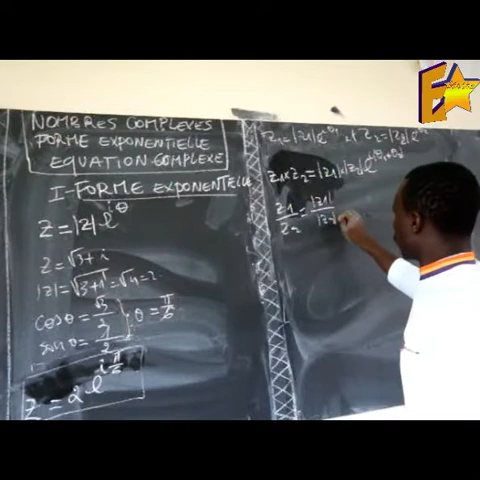 NOMBRES COMPLEXES
FORME EXPONENTIELLE
EQUATION COMPLEXE
I-FORME EXPONENTIELLE
Z = |Z| e^{iθ}
Z = √3 + i
|Z| = √(3+1) = √4 = 2
cos θ = √3/2
sin θ = 1/2
θ = π/6
Z = 2 e^{iπ/6}
Z1 = |Z1| e^{iθ1} et Z2 = |Z2| e^{iθ2}
Z1 × Z2 = |Z1| × |Z2| e^{i(θ1+θ2)}
Z1/Z2 = |Z1|/|Z